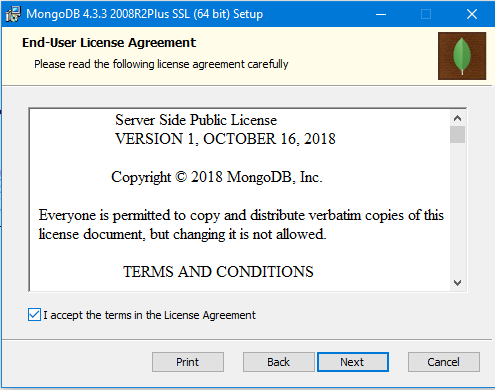 MongoDB 4.3.3 2008R2Plus SSL (64 bit) Setup
End-User License Agreement
Please read the following license agreement carefully
Server Side Public License
VERSION 1, OCTOBER 16, 2018
Copyright © 2018 MongoDB, Inc.
Everyone is permitted to copy and distribute verbatim copies of this
license document, but changing it is not allowed.
TERMS AND CONDITIONS
I accept the terms in the License Agreement
Print
Back
Next
Cancel